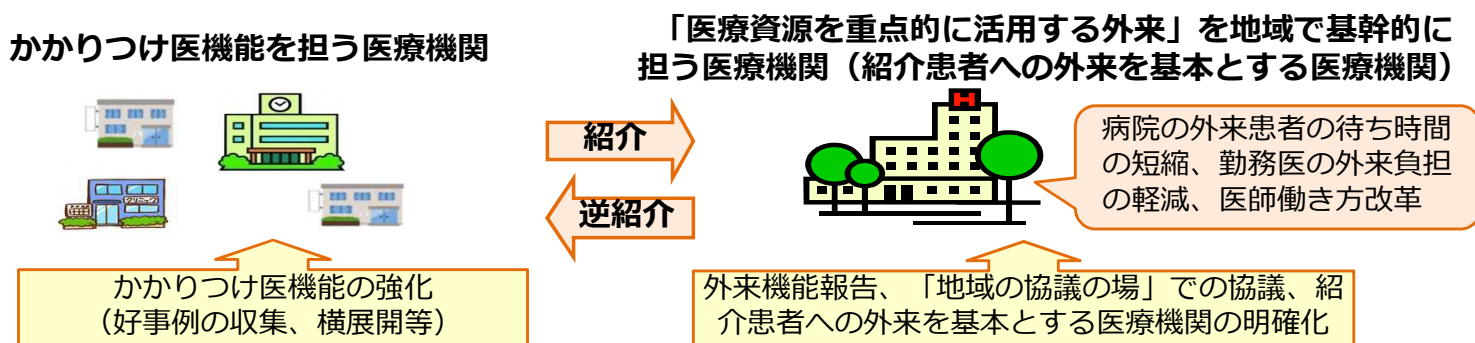 かかりつけ医機能を担う医療機関
「医療資源を重点的に活用する外来」を地域で基幹的に
担う医療機関（紹介患者への外来を基本とする医療機関）
紹介
逆紹介
H
病院の外来患者の待ち時間
の短縮、勤務医の外来負担
の軽減、医師働き方改革
クリニック
かかりつけ医機能の強化
（好事例の収集、横展開等）
外来機能報告、「地域の協議の場」での協議、紹
介患者への外来を基本とする医療機関の明確化